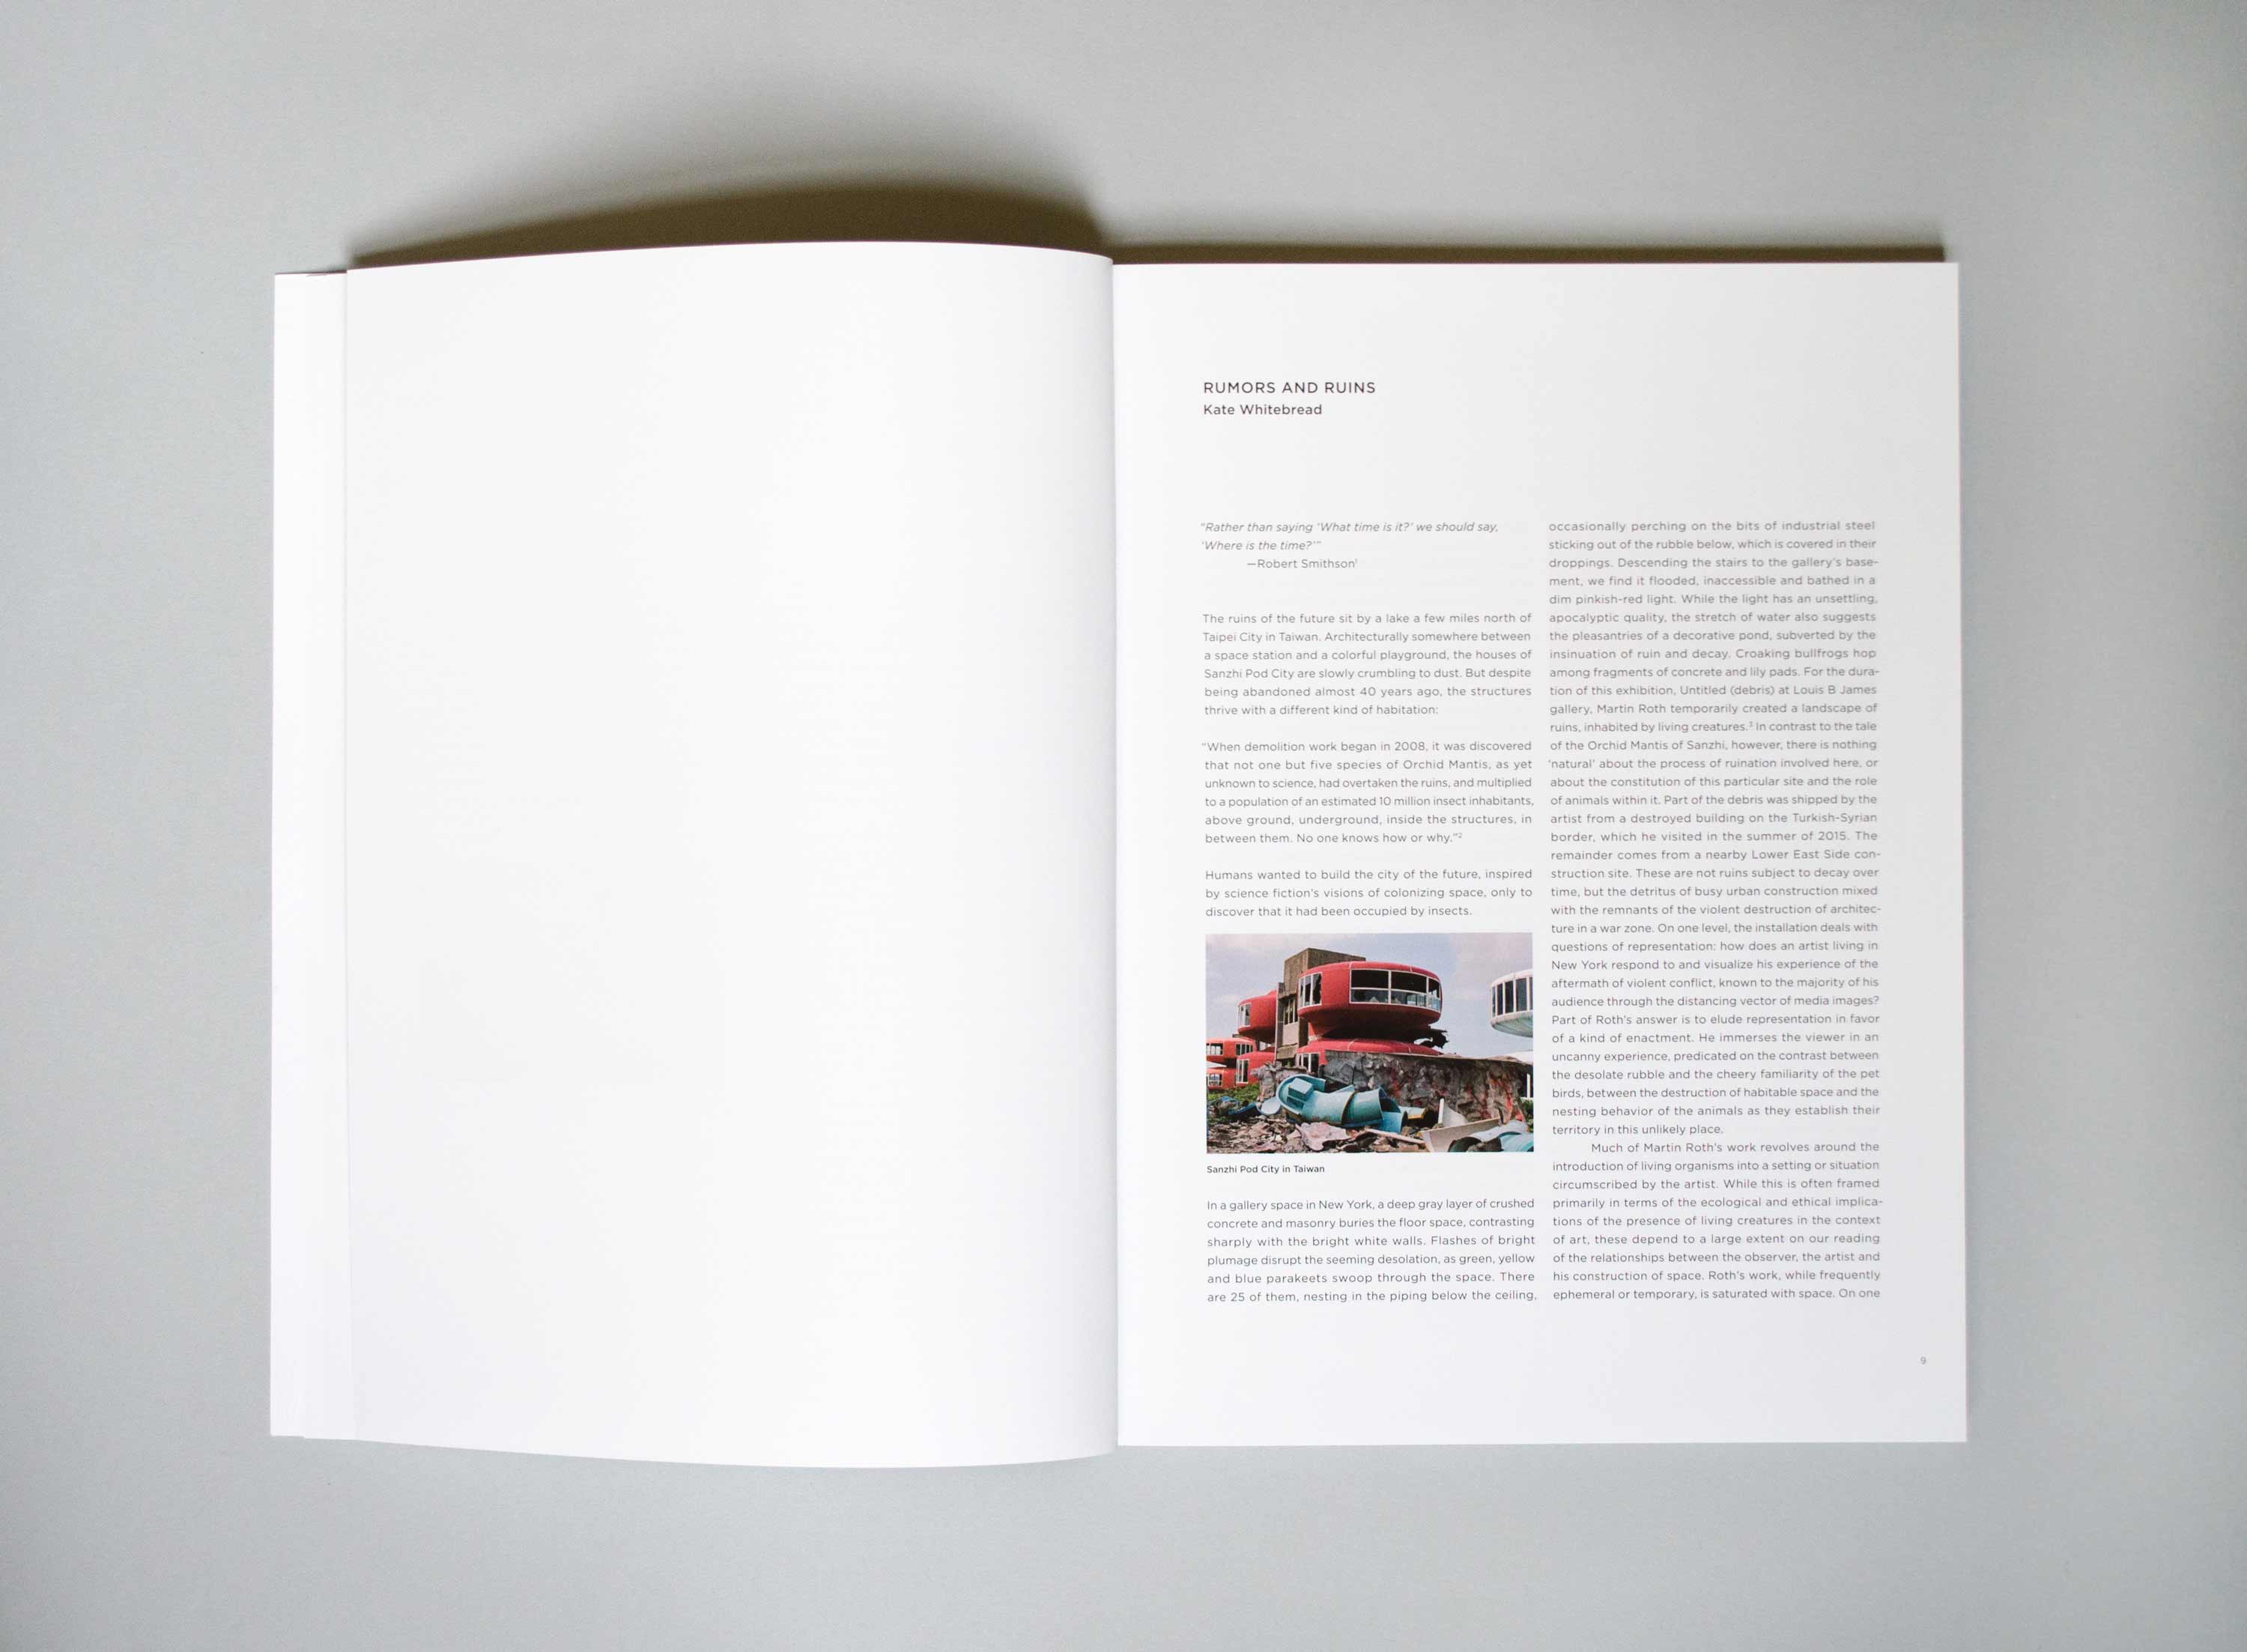 RUMORS AND RUINS
Kate Whitebread
“Rather than saying ‘What time is it?’ we should say,
‘Where is the time?’”
—Robert Smithson¹
The ruins of the future sit by a lake a few miles north of
Taipei City in Taiwan. Architecturally somewhere between
a space station and a colorful playground, the houses of
Sanzhi Pod City are slowly crumbling to dust. But despite
being abandoned almost 40 years ago, the structures
thrive with a different kind of habitation:
“When demolition work began in 2008, it was discovered
that not one but five species of Orchid Mantis, as yet
unknown to science, had overtaken the ruins, and multiplied
to a population of an estimated 10 million insect inhabitants,
above ground, underground, inside the structures, in
between them. No one knows how or why.”²
Humans wanted to build the city of the future, inspired
by science fiction’s visions of colonizing space, only to
discover that it had been occupied by insects.
Sanzhi Pod City in Taiwan
In a gallery space in New York, a deep gray layer of crushed
concrete and masonry buries the floor space, contrasting
sharply with the bright white walls. Flashes of bright
plumage disrupt the seeming desolation, as green, yellow
and blue parakeets swoop through the space. There
are 25 of them, nesting in the piping below the ceiling,
occasionally perching on the bits of industrial steel
sticking out of the rubble below, which is covered in their
droppings. Descending the stairs to the gallery’s base-
ment, we find it flooded, inaccessible and bathed in a
dim pinkish-red light. While the light has an unsettling,
apocalyptic quality, the stretch of water also suggests
the pleasantries of a decorative pond, subverted by the
insinuation of ruin and decay. Croaking bullfrogs hop
among fragments of concrete and lily pads. For the dura-
tion of this exhibition, Untitled (debris) at Louis B James
gallery, Martin Roth temporarily created a landscape of
ruins, inhabited by living creatures.³ In contrast to the tale
of the Orchid Mantis of Sanzhi, however, there is nothing
‘natural’ about the process of ruination involved here, or
about the constitution of this particular site and the role
of animals within it. Part of the debris was shipped by the
artist from a destroyed building on the Turkish-Syrian
border, which he visited in the summer of 2015. The
remainder comes from a nearby Lower East Side con-
struction site. These are not ruins subject to decay over
time, but the detritus of busy urban construction mixed
with the remnants of the violent destruction of architec-
ture in a war zone. On one level, the installation deals with
questions of representation: how does an artist living in
New York respond to and visualize his experience of the
aftermath of violent conflict, known to the majority of his
audience through the distancing vector of media images?
Part of Roth’s answer is to elude representation in favor
of a kind of enactment. He immerses the viewer in an
uncanny experience, predicated on the contrast between
the desolate rubble and the cheery familiarity of the pet
birds, between the destruction of habitable space and the
nesting behavior of the animals as they establish their
territory in this unlikely place.
Much of Martin Roth’s work revolves around the
introduction of living organisms into a setting or situation
circumscribed by the artist. While this is often framed
primarily in terms of the ecological and ethical implica-
tions of the presence of living creatures in the context
of art, these depend to a large extent on our reading
of the relationships between the observer, the artist and
his construction of space. Roth’s work, while frequently
ephemeral or temporary, is saturated with space. On one
9